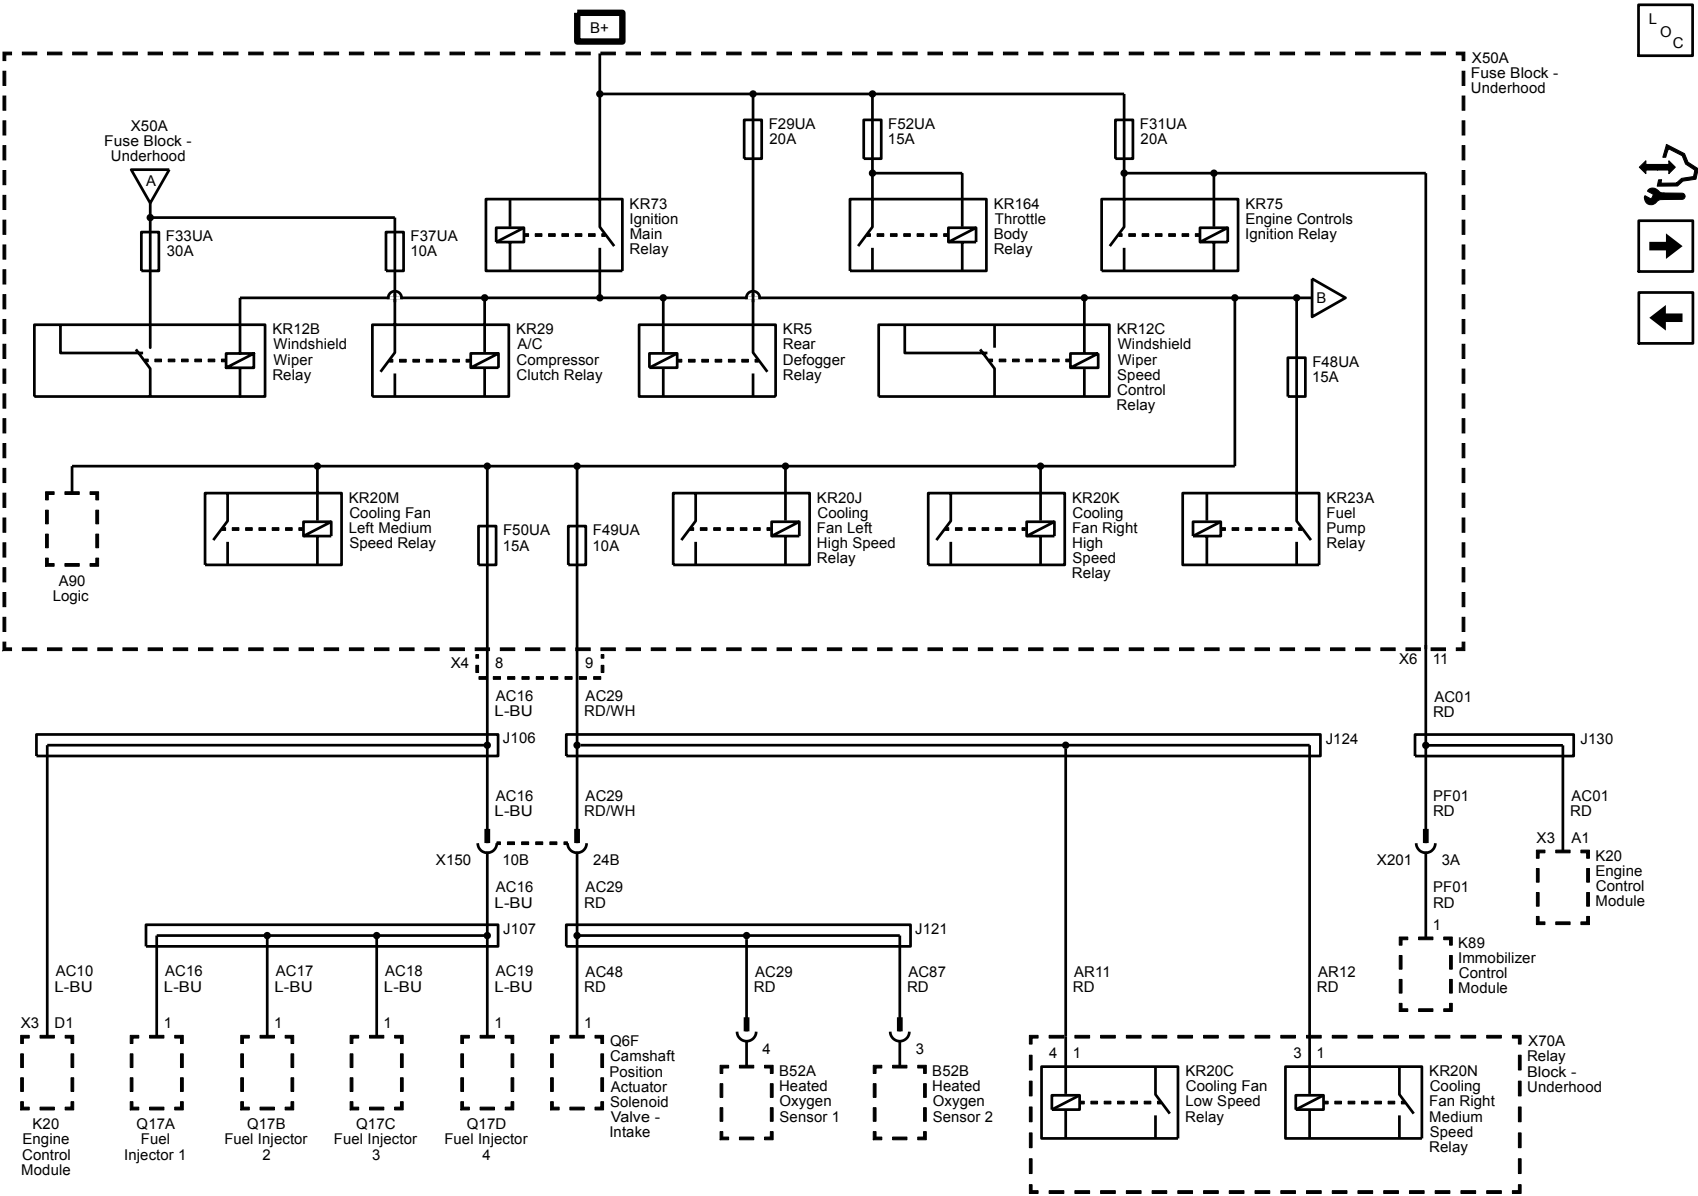 B+
L
O
C
X50A
Fuse Block -
Underhood
X50A
Fuse Block -
Underhood
A
F29UA
20A
F52UA
15A
F31UA
20A
F33UA
30A
F37UA
10A
KR73
Ignition
Main
Relay
KR164
Throttle
Body
Relay
KR75
Engine Controls
Ignition Relay
B
KR12B
Windshield
Wiper
Relay
KR29
A/C
Compressor
Clutch Relay
KR5
Rear
Defogger
Relay
KR12C
Windshield
Wiper
Speed
Control
Relay
F48UA
15A
A90
Logic
KR20M
Cooling Fan
Left Medium
Speed Relay
F50UA
15A
F49UA
10A
KR20J
Cooling
Fan Left
High Speed
Relay
KR20K
Cooling
Fan Right
High
Speed
Relay
KR23A
Fuel
Pump
Relay
X4
8
9
X6
11
AC16
L-BU
AC29
RD/WH
AC01
RD
J106
J124
J130
AC16
L-BU
AC29
RD/WH
PF01
RD
AC01
RD
X150
10B
24B
X201
3A
X3
A1
K20
Engine
Control
Module
AC16
L-BU
AC29
RD
PF01
RD
J107
J121
1
K89
Immobilizer
Control
Module
AC10
L-BU
AC16
L-BU
AC17
L-BU
AC18
L-BU
AC19
L-BU
AC48
RD
AC29
RD
AC87
RD
AR11
RD
AR12
RD
X3
D1
1
1
1
1
1
4
3
4
1
3
1
K20
Engine
Control
Module
Q17A
Fuel
Injector 1
Q17B
Fuel Injector
2
Q17C
Fuel Injector
3
Q17D
Fuel Injector
4
Q6F
Camshaft
Position
Actuator
Solenoid
Valve -
Intake
B52A
Heated
Oxygen
Sensor 1
B52B
Heated
Oxygen
Sensor 2
KR20C
Cooling Fan
Low Speed
Relay
KR20N
Cooling
Fan Right
Medium
Speed
Relay
X70A
Relay
Block -
Underhood